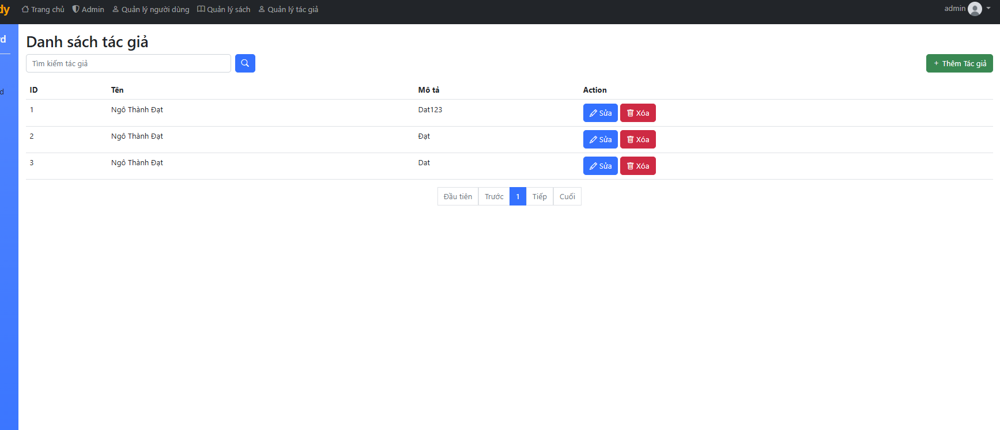 dy Trang chủ Admin Quản lý người dùng Quản lý sách Quản lý tác giả admin
rd
Danh sách tác giả
Tìm kiếm tác giả
+ Thêm Tác giả
d
ID Tên Mô tả Action
1 Ngô Thành Đạt Dat123 Sửa Xóa
2 Ngô Thành Đạt Đạt Sửa Xóa
3 Ngô Thành Đạt Dat Sửa Xóa
Đầu tiên Trước 1 Tiếp Cuối